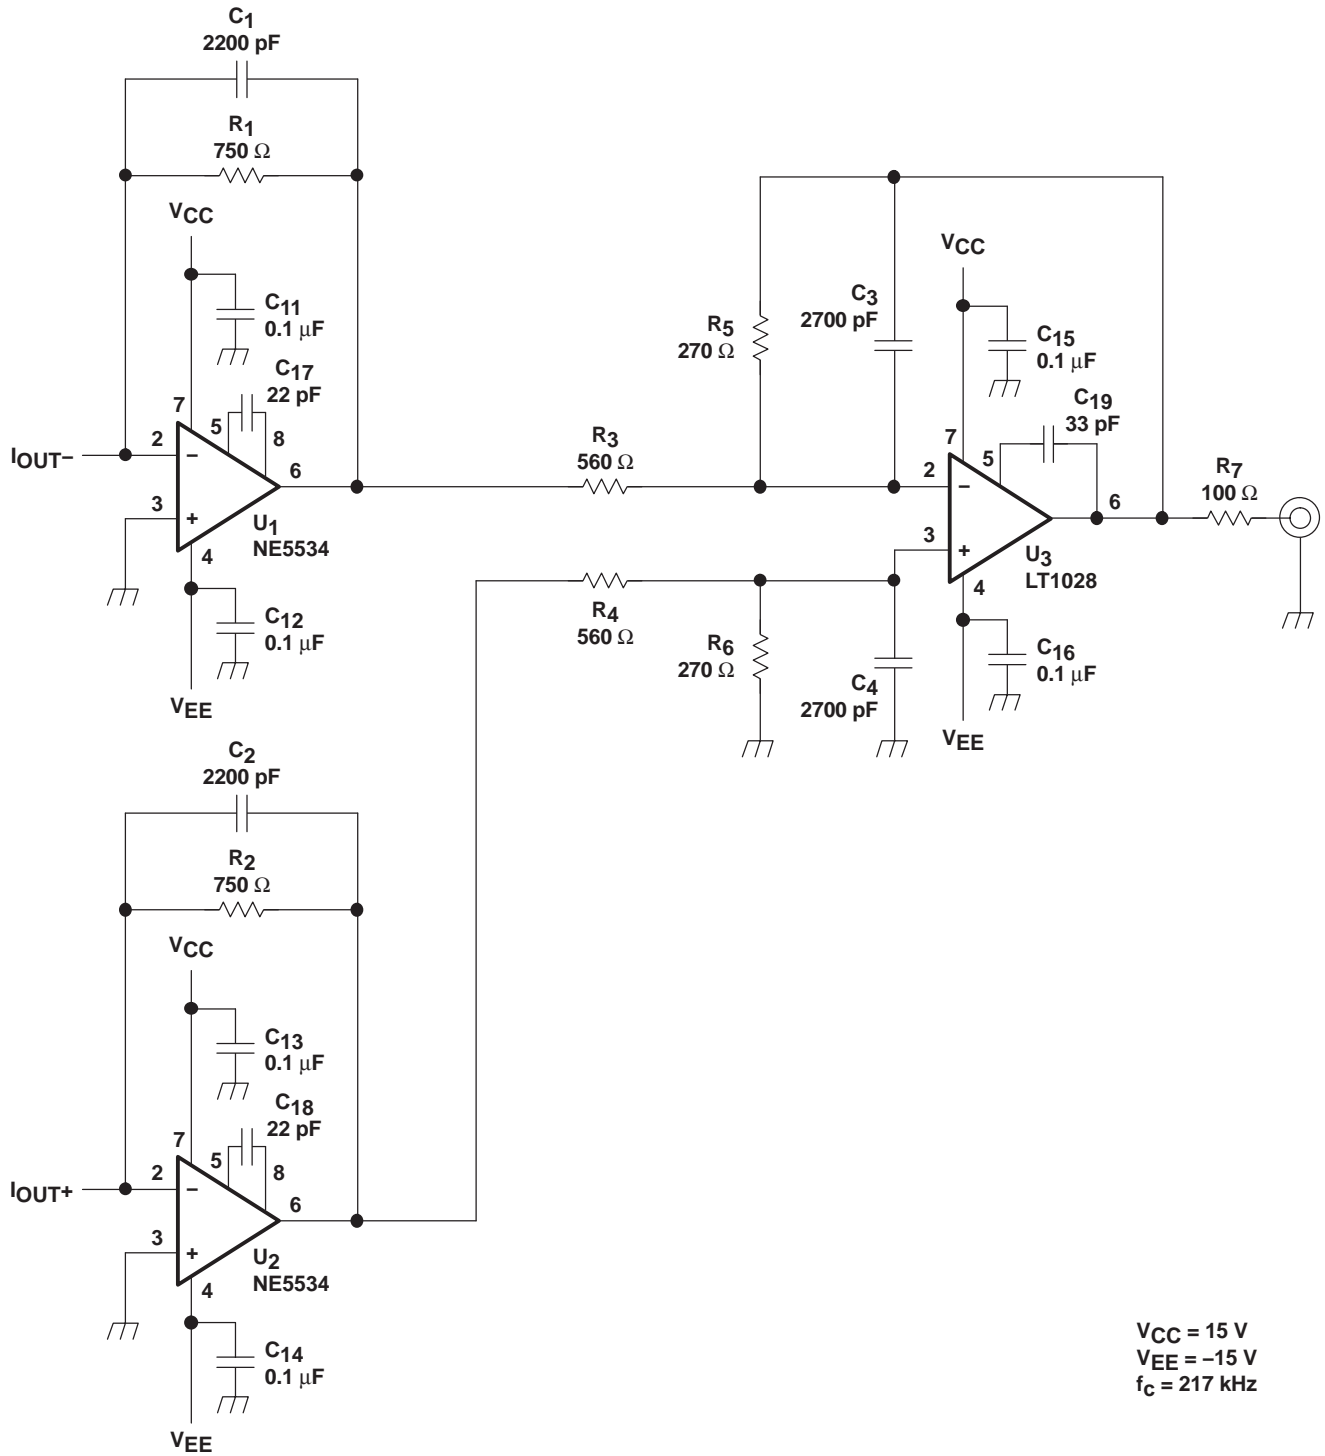 C1
2200 pF
R1
750 Ω
VCC
C11
0.1 μF
C17
22 pF
7
5
8
2
−
IOUT−
6
3
+
U1
NE5534
4
C12
0.1 μF
VEE
R3
560 Ω
R4
560 Ω
R5
270 Ω
C3
2700 pF
VCC
C15
0.1 μF
C19
33 pF
7
5
2
−
6
3
+
U3
LT1028
4
R7
100 Ω
R6
270 Ω
C4
2700 pF
C16
0.1 μF
VEE
C2
2200 pF
R2
750 Ω
VCC
C13
0.1 μF
C18
22 pF
7
5
8
2
−
IOUT+
6
3
+
U2
NE5534
4
C14
0.1 μF
VEE
VCC = 15 V
VEE = −15 V
fc = 217 kHz